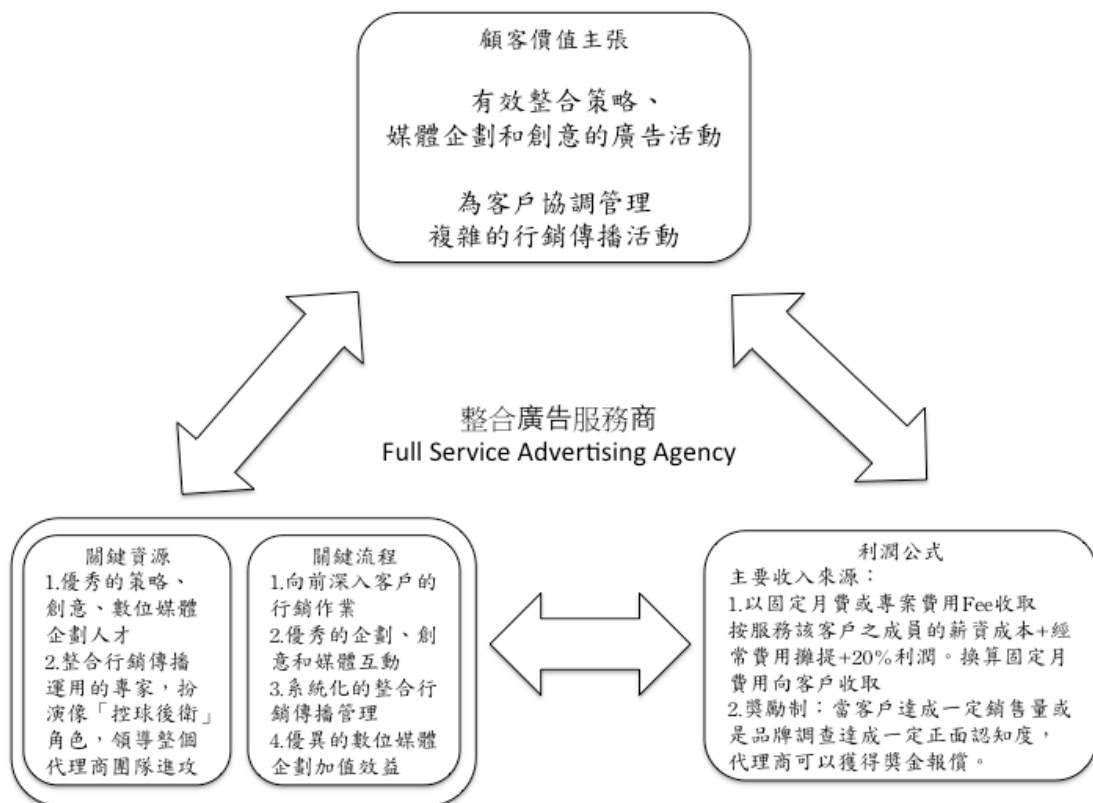 顧客價值主張
有效整合策略、
媒體企劃和創意的廣告活動
為客戶協調管理
複雜的行銷傳播活動
整合廣告服務商
Full Service Advertising Agency
關鍵資源
1.優秀的策略、
創意、數位媒體
企劃人才
2.整合行銷傳播
運用的專家，扮
演像「控球後衛」
角色，領導整個
代理商團隊進攻
關鍵流程
1.向前深入客戶的
行銷作業
2.優秀的企劃、創
意和媒體互動
3.系統化的整合行
銷傳播管理
4.優異的數位媒體
企劃加值效益
利潤公式
主要收入來源：
1.以固定月費或專案費用Fee收取
按服務該客戶之成員的薪資成本+經
常費用攤提+20%利潤。換算固定月
費用向客戶收取
2.獎勵制：當客戶達成一定銷售量或
是品牌調查達成一定正面認知度，
代理商可以獲得獎金報償。